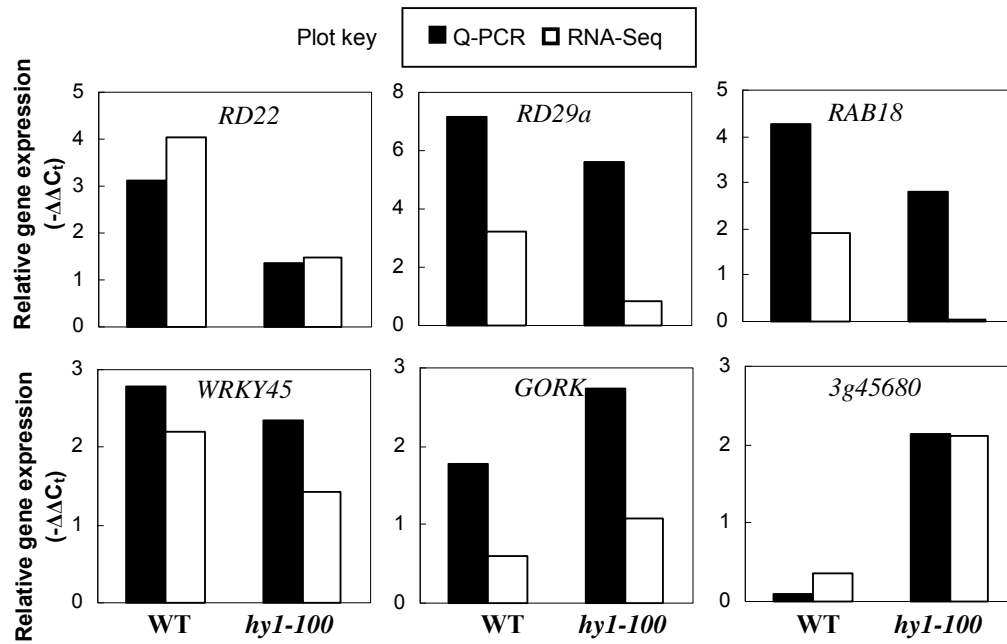 Plot key
Q-PCR RNA-Seq
Relative gene expression
(-ΔΔCt)
5
4
3
2
1
0
RD22
8
6
4
2
0
RD29a
5
4
3
2
1
0
RAB18
Relative gene expression
(-ΔΔCt)
3
2
1
0
WRKY45
WT hy1-100
3
2
1
0
GORK
WT hy1-100
3
2
1
0
3g45680
WT hy1-100